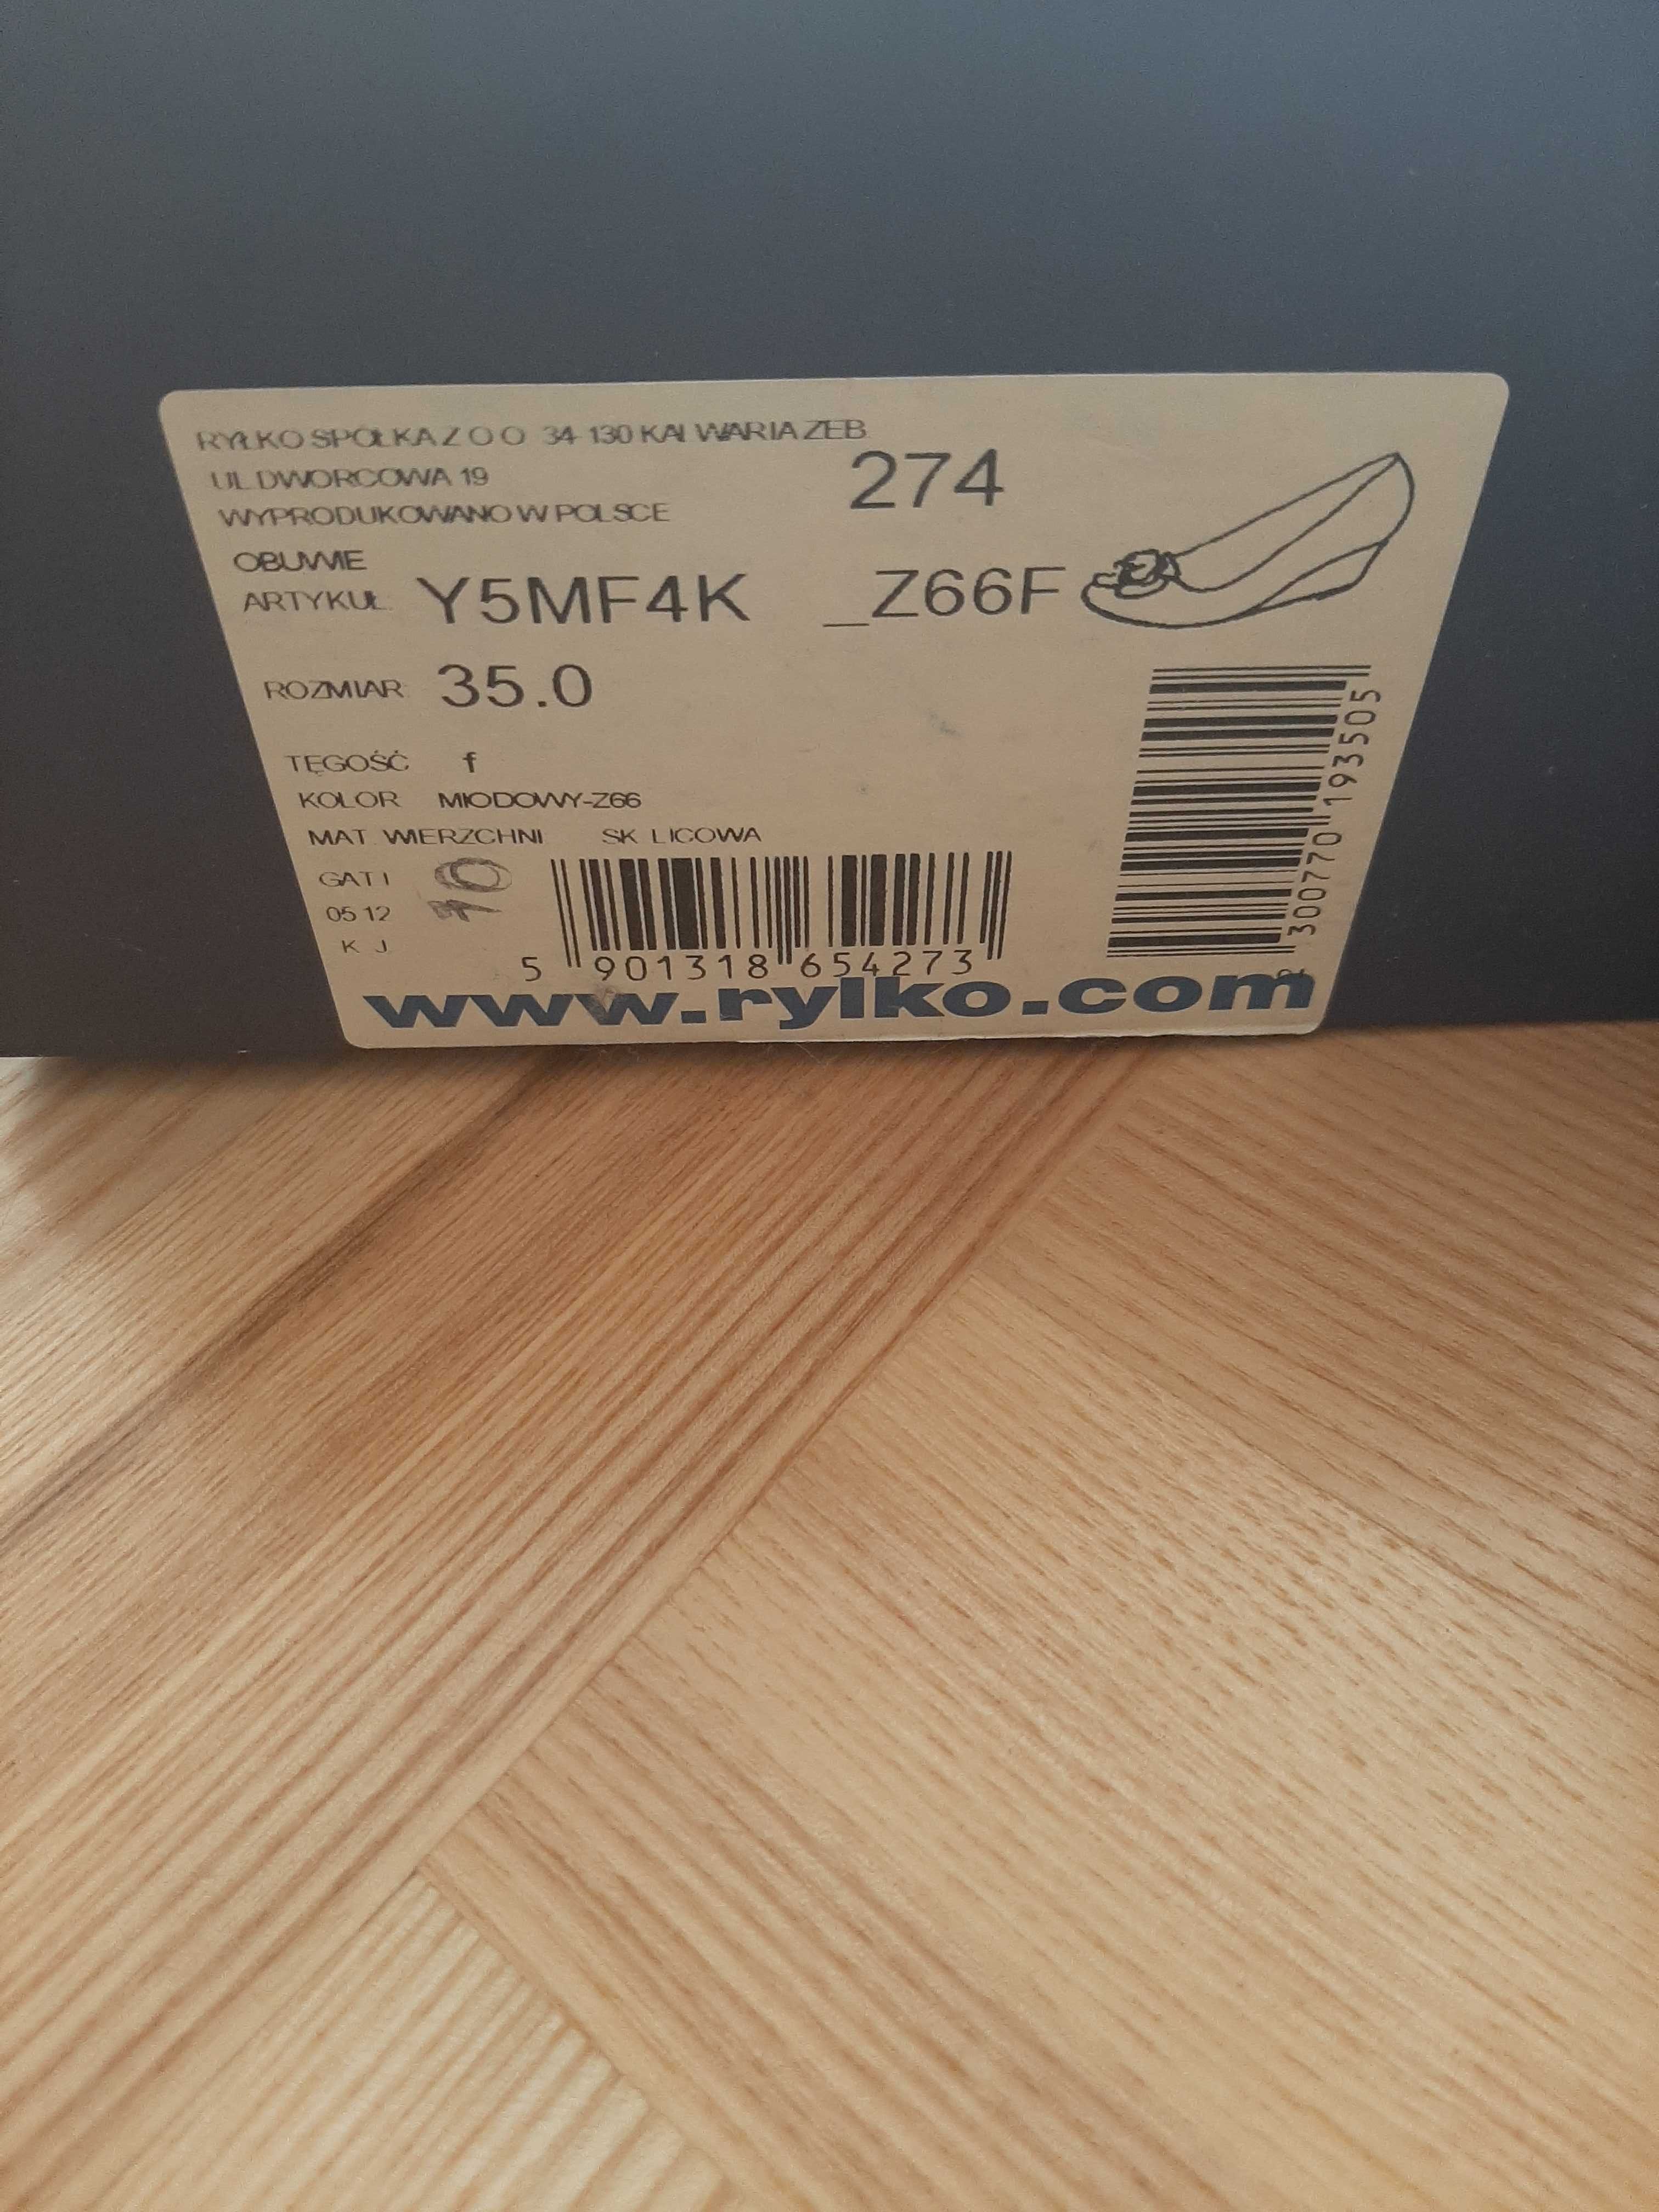 RYŁKO SPÓŁKA Z O O 34-130 KALWARIA ZEB
UL DWORCOWA 19
WYPRODUKOWANO W POLSCE
274
OBUWIE
ARTYKUŁ: Y5MF4K _Z66F
ROZMIAR 35.0
TĘGOŚĆ f
KOLOR MIODOWY-Z66
MAT WIERZCHNI SK LICOWA
GAT I
05 12
K J
5 901318 654273
300770 193505
www.rylko.com